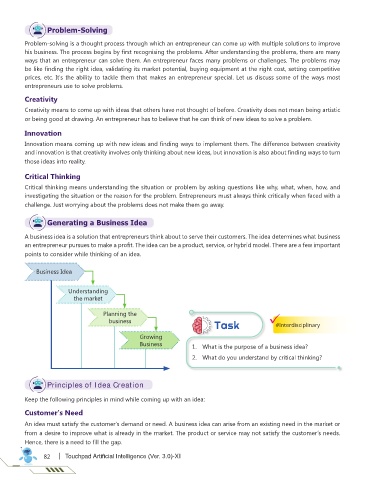 Problem-Solving
Problem-solving is a thought process through which an entrepreneur can come up with multiple solutions to improve
his business. The process begins by first recognising the problems. After understanding the problems, there are many
ways that an entrepreneur can solve them. An entrepreneur faces many problems or challenges. The problems may
be like finding the right idea, validating its market potential, buying equipment at the right cost, setting competitive
prices, etc. It's the ability to tackle them that makes an entrepreneur special. Let us discuss some of the ways most
entrepreneurs use to solve problems.
Creativity
Creativity means to come up with ideas that others have not thought of before. Creativity does not mean being artistic
or being good at drawing. An entrepreneur has to believe that he can think of new ideas to solve a problem.
Innovation
Innovation means coming up with new ideas and finding ways to implement them. The difference between creativity
and innovation is that creativity involves only thinking about new ideas, but innovation is also about finding ways to turn
those ideas into reality.
Critical Thinking
Critical thinking means understanding the situation or problem by asking questions like why, what, when, how, and
investigating the situation or the reason for the problem. Entrepreneurs must always think critically when faced with a
challenge. Just worrying about the problems does not make them go away.
Generating a Business Idea
A business idea is a solution that entrepreneurs think about to serve their customers. The idea determines what business
an entrepreneur pursues to make a profit. The idea can be a product, service, or hybrid model. There are a few important
points to consider while thinking of an idea.
Business Idea
Understanding
the market
Planning the
business
Growing
Business
Task
#Interdisciplinary
1. What is the purpose of a business idea?
2. What do you understand by critical thinking?
Principles of Idea Creation
Keep the following principles in mind while coming up with an idea:
Customer's Need
An idea must satisfy the customer's demand or need. A business idea can arise from an existing need in the market or
from a desire to improve what is already in the market. The product or service may not satisfy the customer's needs.
Hence, there is a need to fill the gap.
82 | Touchpad Artificial Intelligence (Ver. 3.0)-XI